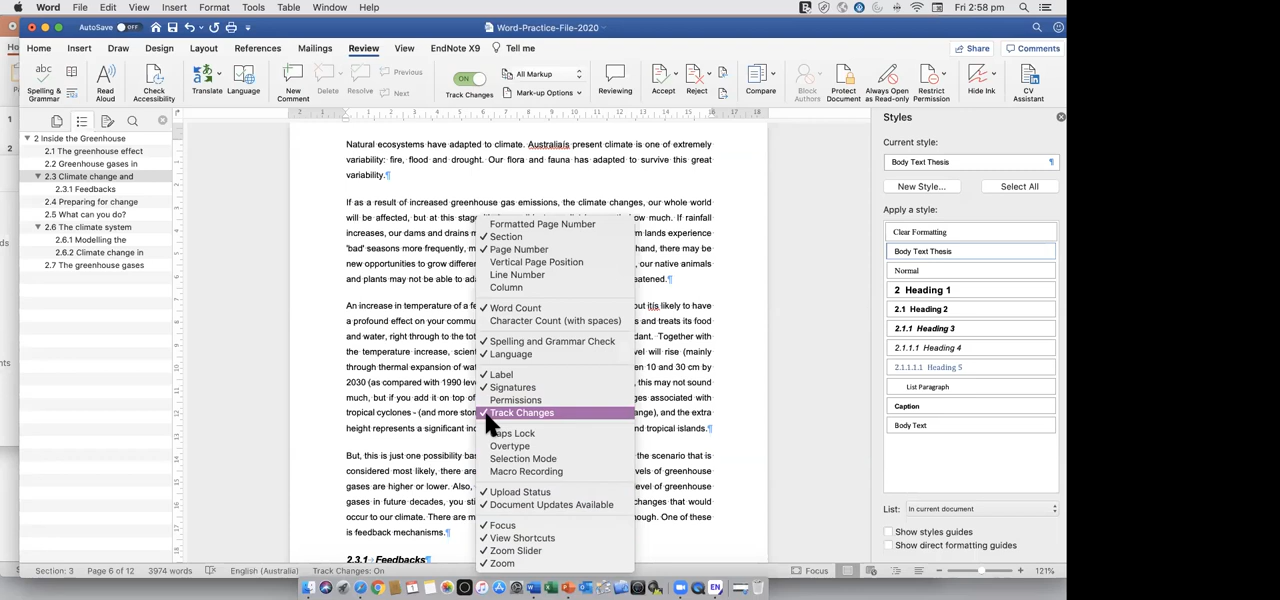 Word File Edit View Insert Format Tools Table Window Help Fri 2:58 pm
AutoSave OFF Word-Practice-File-2020
Home Insert Draw Design Layout References Mailings Review View EndNote X9 Tell me Share Comments
Spelling & Grammar
Read Aloud
Check Accessibility
Translate
Language
New Comment
Delete
Resolve
Previous
Next
ON
Track Changes
All Markup
Mark-up Options
Reviewing
Accept
Reject
Compare
Block Authors
Protect Document
Always Open as Read-only
Restrict Permission
Hide Ink
CV Assistant
2 Inside the Greenhouse
2.1 The greenhouse effect
2.2 Greenhouse gases in
2.3 Climate change and
2.3.1 Feedbacks
2.4 Preparing for change
2.5 What can you do?
2.6 The climate system
2.6.1 Modelling the
2.6.2 Climate change in
2.7 The greenhouse gases
Natural ecosystems have adapted to climate. Australia's present climate is one of extremely
variability: fire, flood and drought. Our flora and fauna has adapted to survive this great
variability.¶
If as a result of increased greenhouse gas emissions, the climate changes, our whole world
will be affected, but at this stage ow much. If rainfall
increases, our dams and drains m lands experience
'bad' seasons more frequently, m hand, there may be
new opportunities to grow differe , our native animals
and plants may not be able to ada eatened.¶
An increase in temperature of a fe but itis likely to have
a profound effect on your commu s and treats its food
and water, right through to the tot dant. Together with
the temperature increase, scient vel will rise (mainly
through thermal expansion of wat en 10 and 30 cm by
2030 (as compared with 1990 leve , this may not sound
much, but if you add it on top of ges associated with
tropical cyclones - (and more stor nge), and the extra
height represents a significant inc nd tropical islands.¶
But, this is just one possibility bas the scenario that is
considered most likely, there are evels of greenhouse
gases are higher or lower. Also, evel of greenhouse
gases in future decades, you sti changes that would
occur to our climate. There are m ough. One of these
is feedback mechanisms.¶
2.3.1 Feedbacks¶
Formatted Page Number
✓ Section
✓ Page Number
Vertical Page Position
Line Number
Column
✓ Word Count
Character Count (with spaces)
✓ Spelling and Grammar Check
✓ Language
✓ Label
✓ Signatures
Permissions
✓ Track Changes
aps Lock
Overtype
Selection Mode
Macro Recording
✓ Upload Status
✓ Document Updates Available
✓ Focus
✓ View Shortcuts
✓ Zoom Slider
✓ Zoom
Styles
Current style:
Body Text Thesis ¶
New Style... Select All
Apply a style:
Clear Formatting
Body Text Thesis
Normal
2 Heading 1
2.1 Heading 2
2.1.1 Heading 3
2.1.1.1 Heading 4
2.1.1.1.1 Heading 5
List Paragraph
Caption
Body Text
List: In current document
Show styles guides
Show direct formatting guides
Section: 3 Page 6 of 12 3974 words English (Australia) Track Changes: On Focus 121%